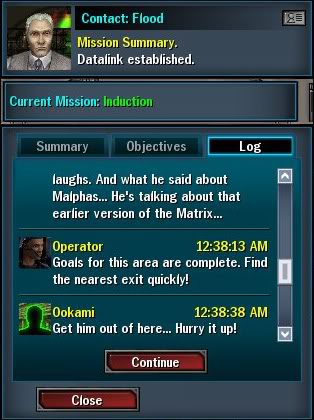 Contact: Flood
Mission Summary.
Datalink established.
Current Mission: Induction
Summary
Objectives
Log
laughs. And what he said about
Malphas... He's talking about that
earlier version of the Matrix...
Operator 12:38:13 AM
Goals for this area are complete. Find
the nearest exit quickly!
Ookami 12:38:38 AM
Get him out of here... Hurry it up!
Continue
Close